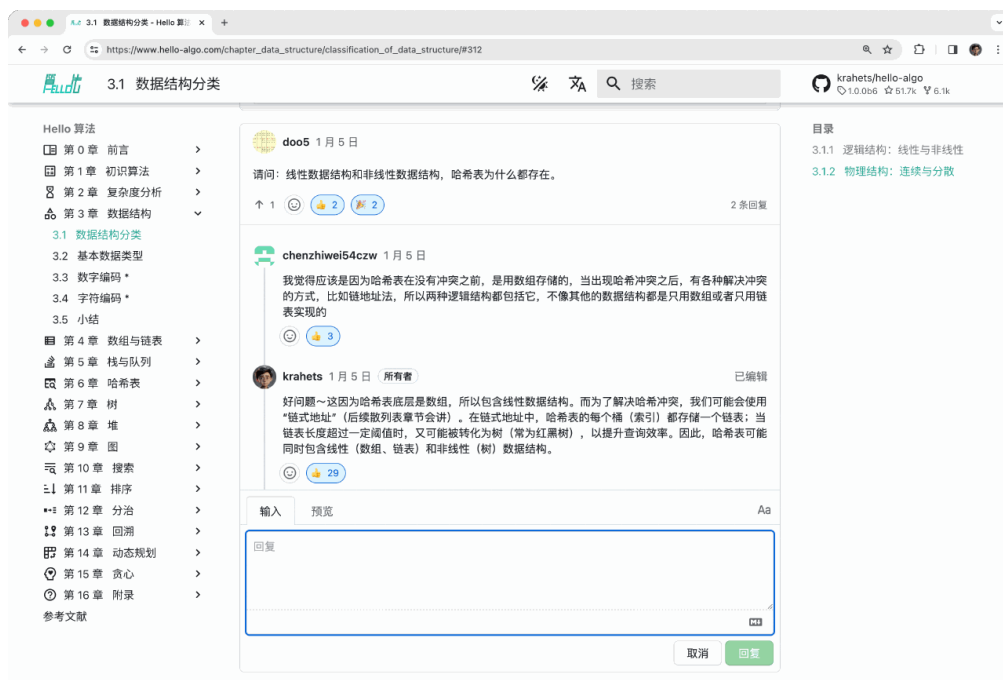 3.1 数据结构分类 - Hello 算法
https://www.hello-algo.com/chapter_data_structure/classification_of_data_structure/#312
3.1 数据结构分类
搜索
krahets/hello-algo
1.0.0b6 51.7k 6.1k
Hello 算法
第 0 章 前言
第 1 章 初识算法
第 2 章 复杂度分析
第 3 章 数据结构
3.1 数据结构分类
3.2 基本数据类型
3.3 数字编码 *
3.4 字符编码 *
3.5 小结
第 4 章 数组与链表
第 5 章 栈与队列
第 6 章 哈希表
第 7 章 树
第 8 章 堆
第 9 章 图
第 10 章 搜索
第 11 章 排序
第 12 章 分治
第 13 章 回溯
第 14 章 动态规划
第 15 章 贪心
第 16 章 附录
参考文献
doo5 1 月 5 日
请问：线性数据结构和非线性数据结构，哈希表为什么都存在。
1 2 2 2 条回复
chenzhiwei54czw 1 月 5 日
我觉得应该是因为哈希表在没有冲突之前，是用数组存储的，当出现哈希冲突之后，有各种解决冲突
的方式，比如链地址法，所以两种逻辑结构都包括它，不像其他的数据结构都是只用数组或者只用链
表实现的
3
krahets 1 月 5 日 所有者 已编辑
好问题～这因为哈希表底层是数组，所以包含线性数据结构。而为了解决哈希冲突，我们可能会使用
“链式地址”（后续散列表章节会讲）。在链式地址中，哈希表的每个桶（索引）都存储一个链表；当
链表长度超过一定阈值时，又可能被转化为树（常为红黑树），以提升查询效率。因此，哈希表可能
同时包含线性（数组、链表）和非线性（树）数据结构。
29
输入 预览 Aa
回复
取消 回复
目录
3.1.1 逻辑结构：线性与非线性
3.1.2 物理结构：连续与分散